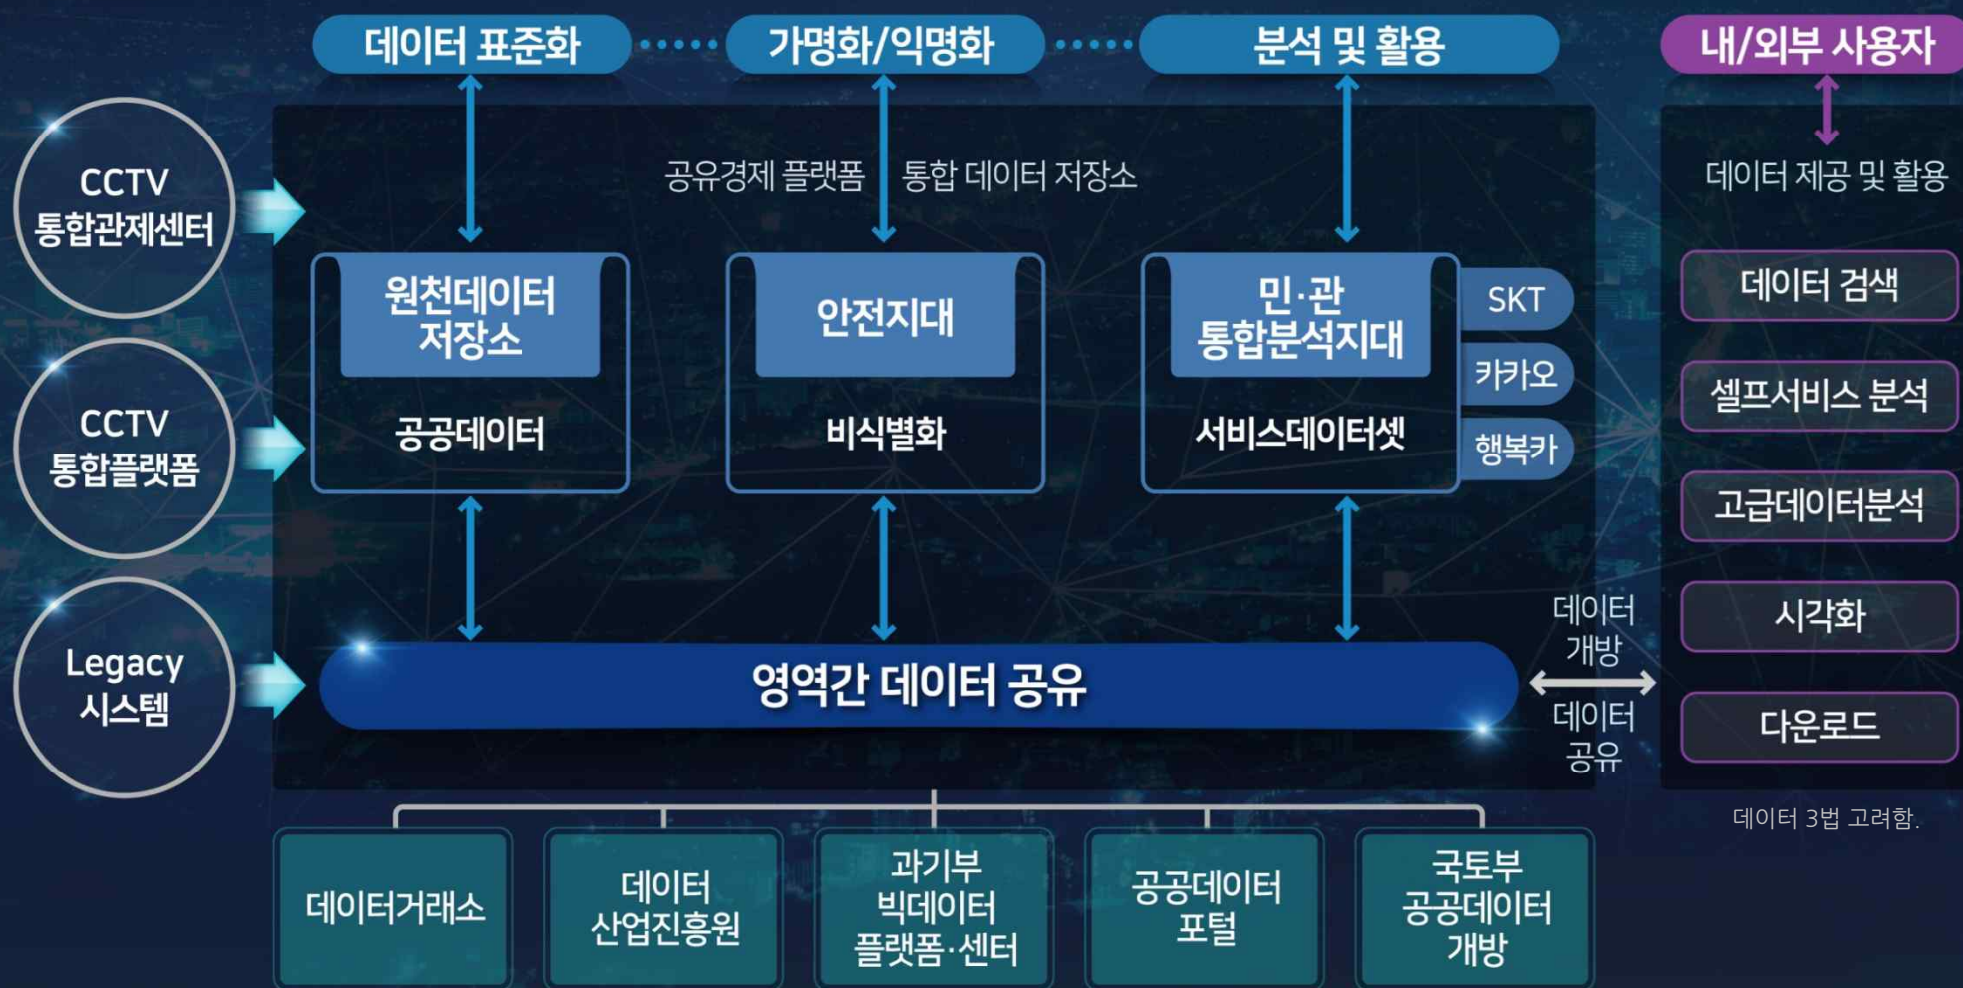 데이터 표준화
가명화/익명화
분석 및 활용
내/외부 사용자
CCTV
통합관제센터
CCTV
통합플랫폼
Legacy
시스템
공유경제 플랫폼
통합 데이터 저장소
원천데이터
저장소
공공데이터
안전지대
비식별화
민·관
통합분석지대
서비스데이터셋
SKT
카카오
행복카
영역간 데이터 공유
데이터
개방
데이터
공유
데이터 제공 및 활용
데이터 검색
셀프서비스 분석
고급데이터분석
시각화
다운로드
데이터 3법 고려함.
데이터거래소
데이터
산업진흥원
과기부
빅데이터
플랫폼·센터
공공데이터
포털
국토부
공공데이터
개방